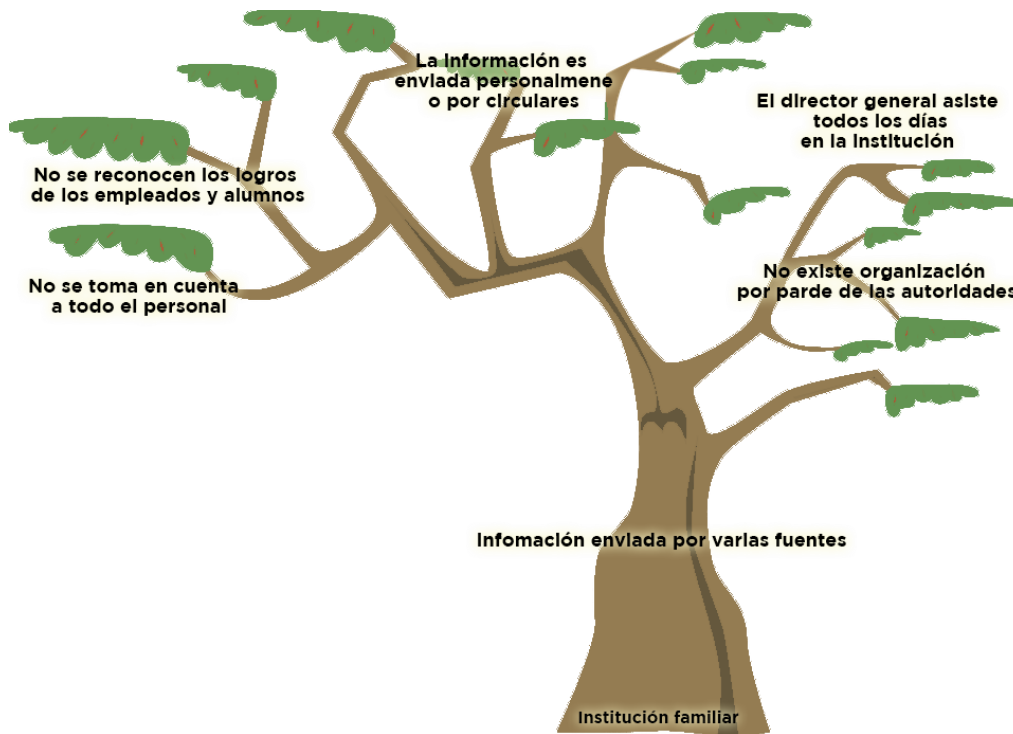 La información es
enviada personalmene
o por circulares
El director general asiste
todos los días
en la institución
No se reconocen los logros
de los empleados y alumnos
No se toma en cuenta
a todo el personal
No existe organización
por parde de las autoridades
Infomación enviada por varias fuentes
Institución familiar